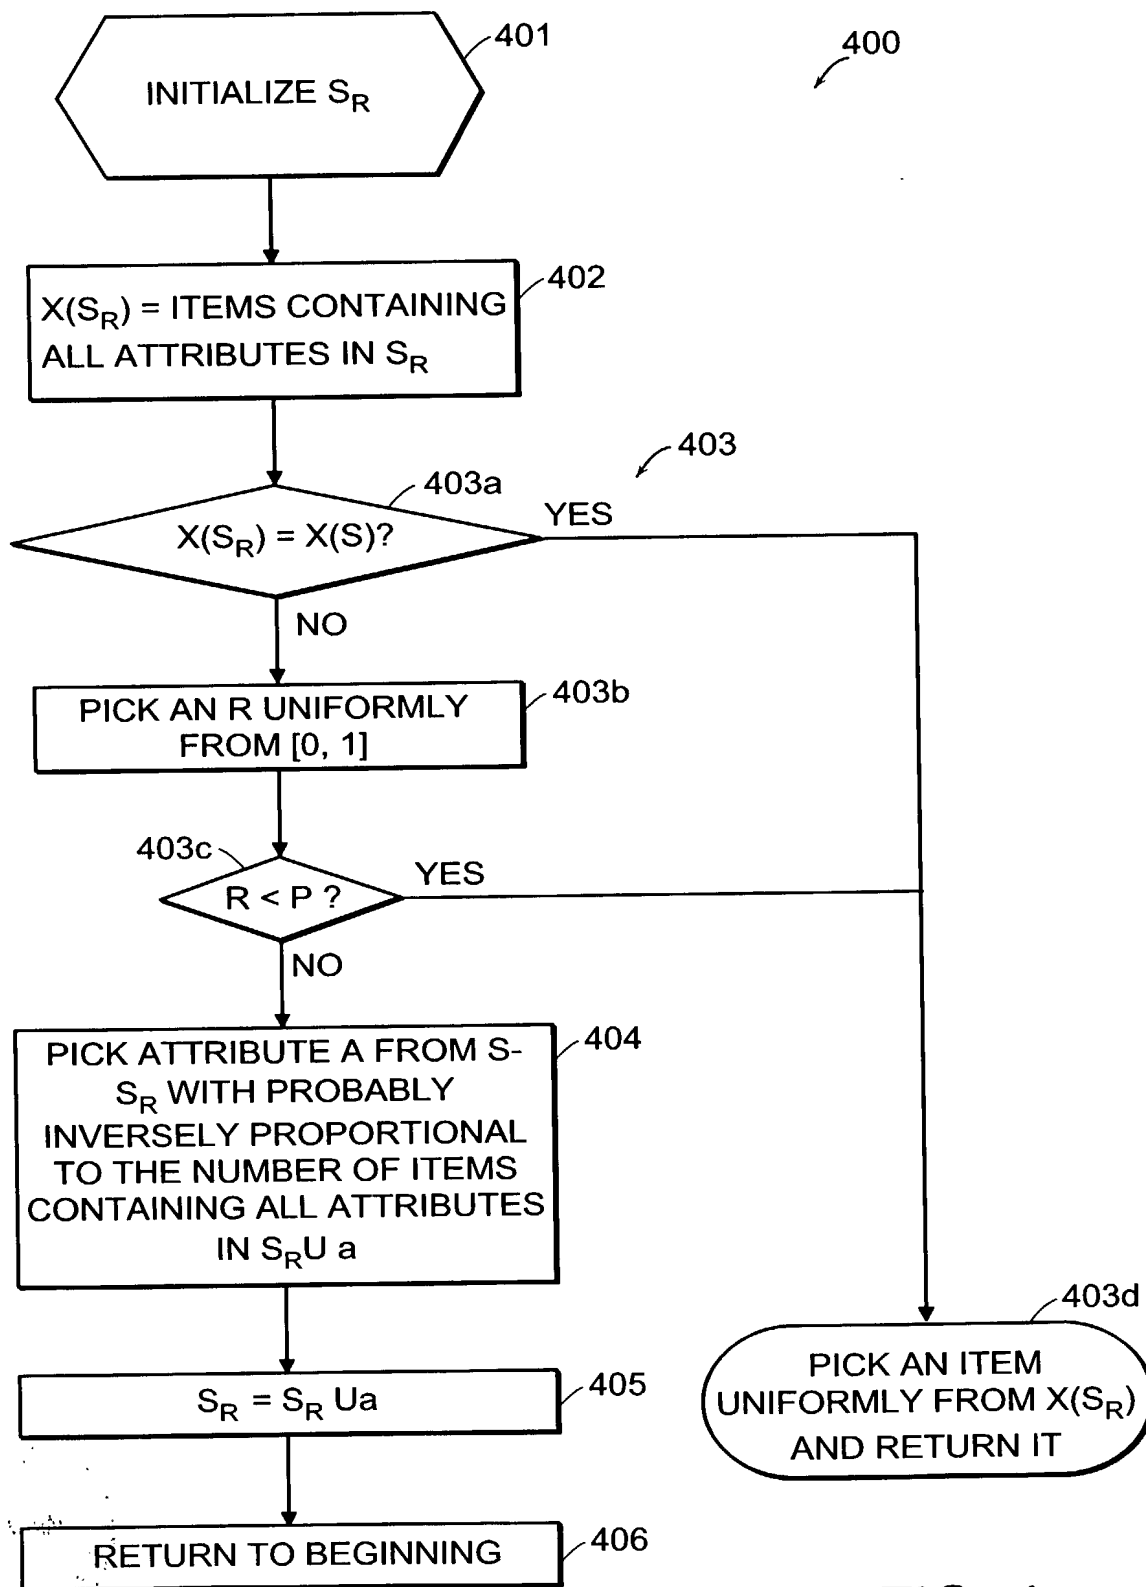 401
400
INITIALIZE S_R
402
X(S_R) = ITEMS CONTAINING
ALL ATTRIBUTES IN S_R
403
403a
YES
X(S_R) = X(S)?
NO
403b
PICK AN R UNIFORMLY
FROM [0, 1]
403c
YES
R < P ?
NO
404
PICK ATTRIBUTE A FROM S-
S_R WITH PROBABLY
INVERSELY PROPORTIONAL
TO THE NUMBER OF ITEMS
CONTAINING ALL ATTRIBUTES
IN S_R U a
403d
PICK AN ITEM
UNIFORMLY FROM X(S_R)
AND RETURN IT
405
S_R = S_R Ua
406
RETURN TO BEGINNING